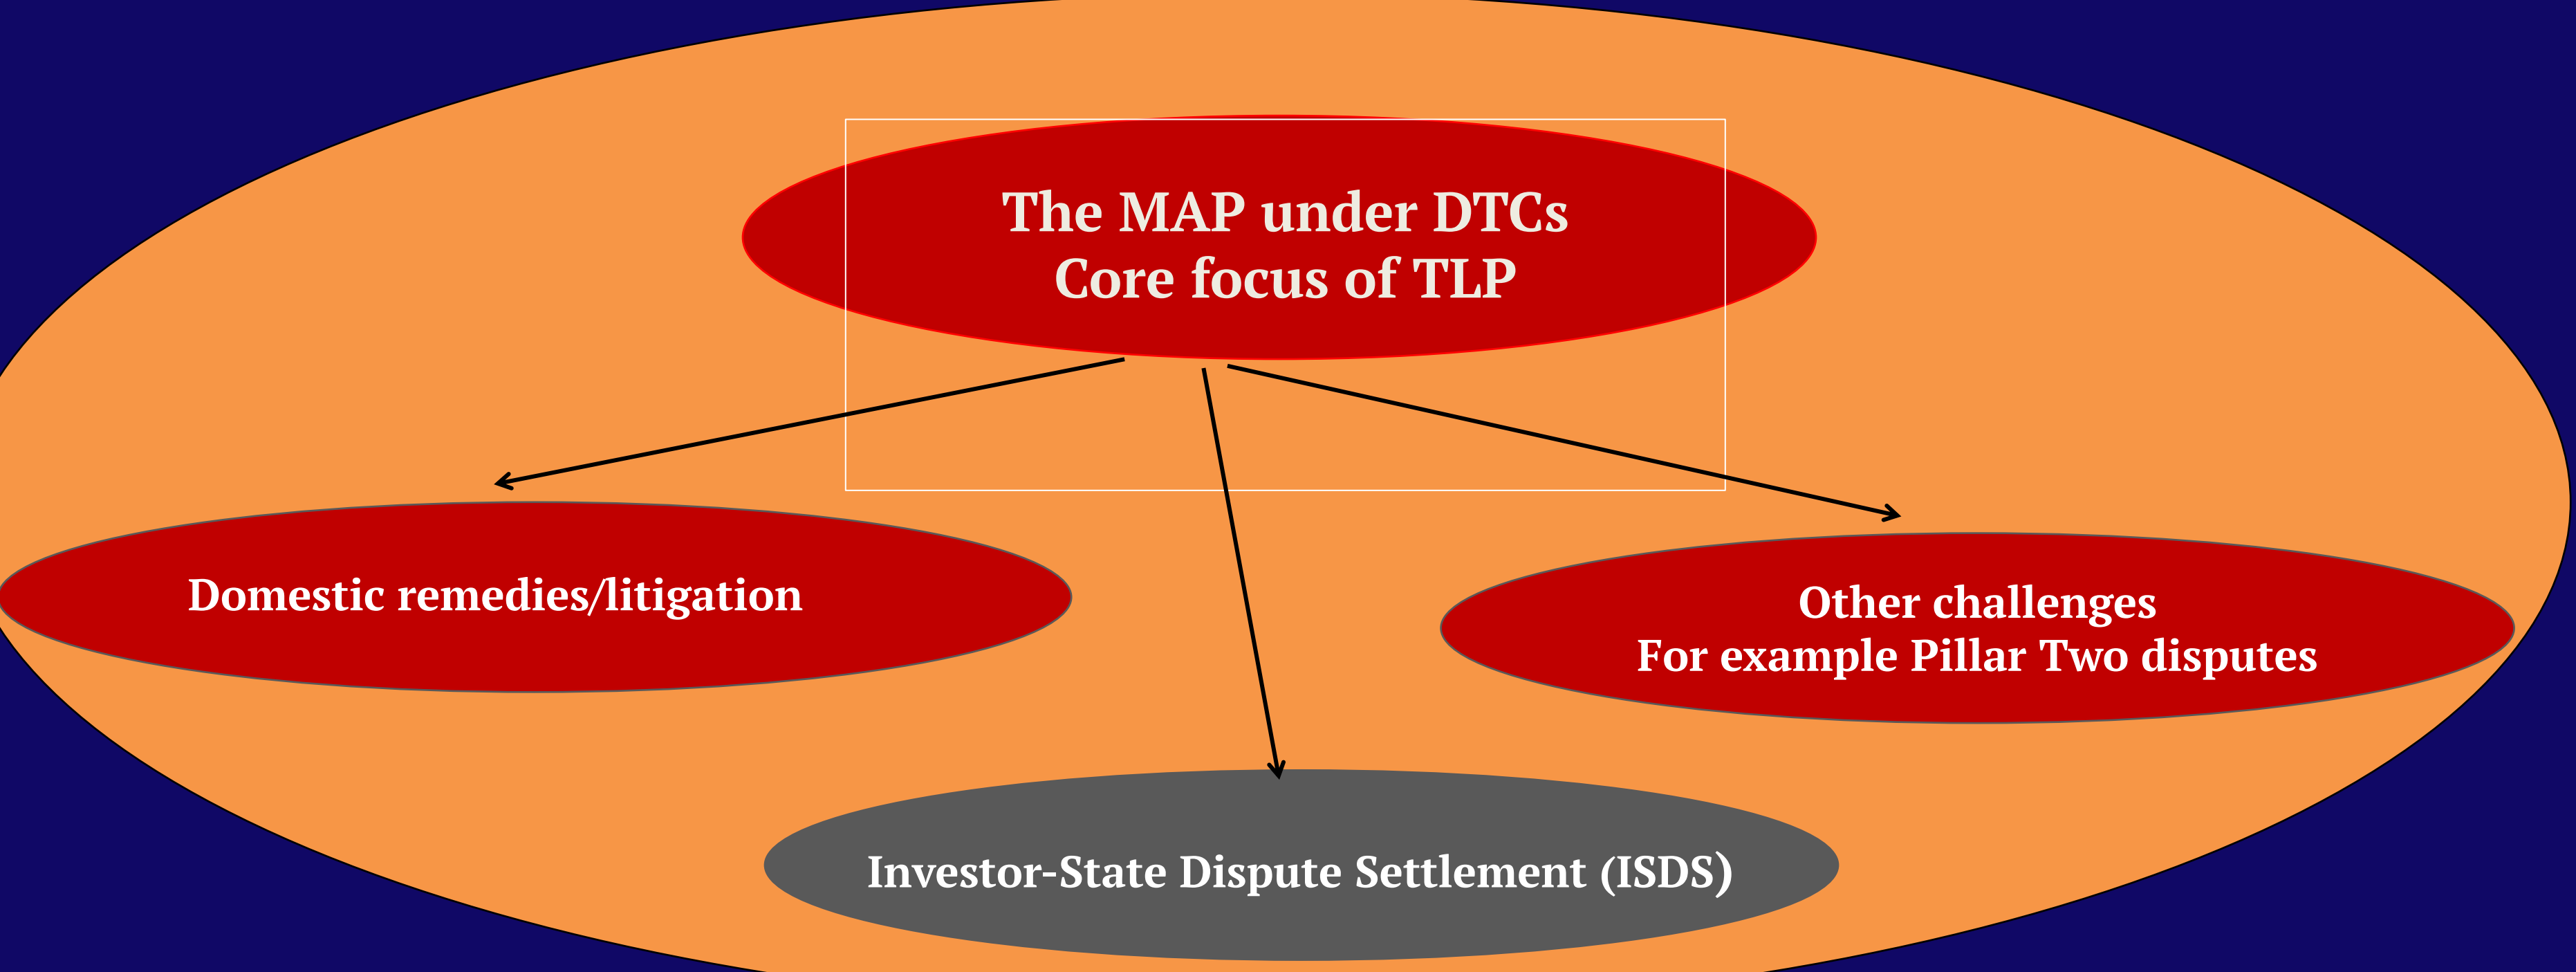 The MAP under DTCs
Core focus of TLP
Domestic remedies/litigation
Other challenges
For example Pillar Two disputes
Investor-State Dispute Settlement (ISDS)